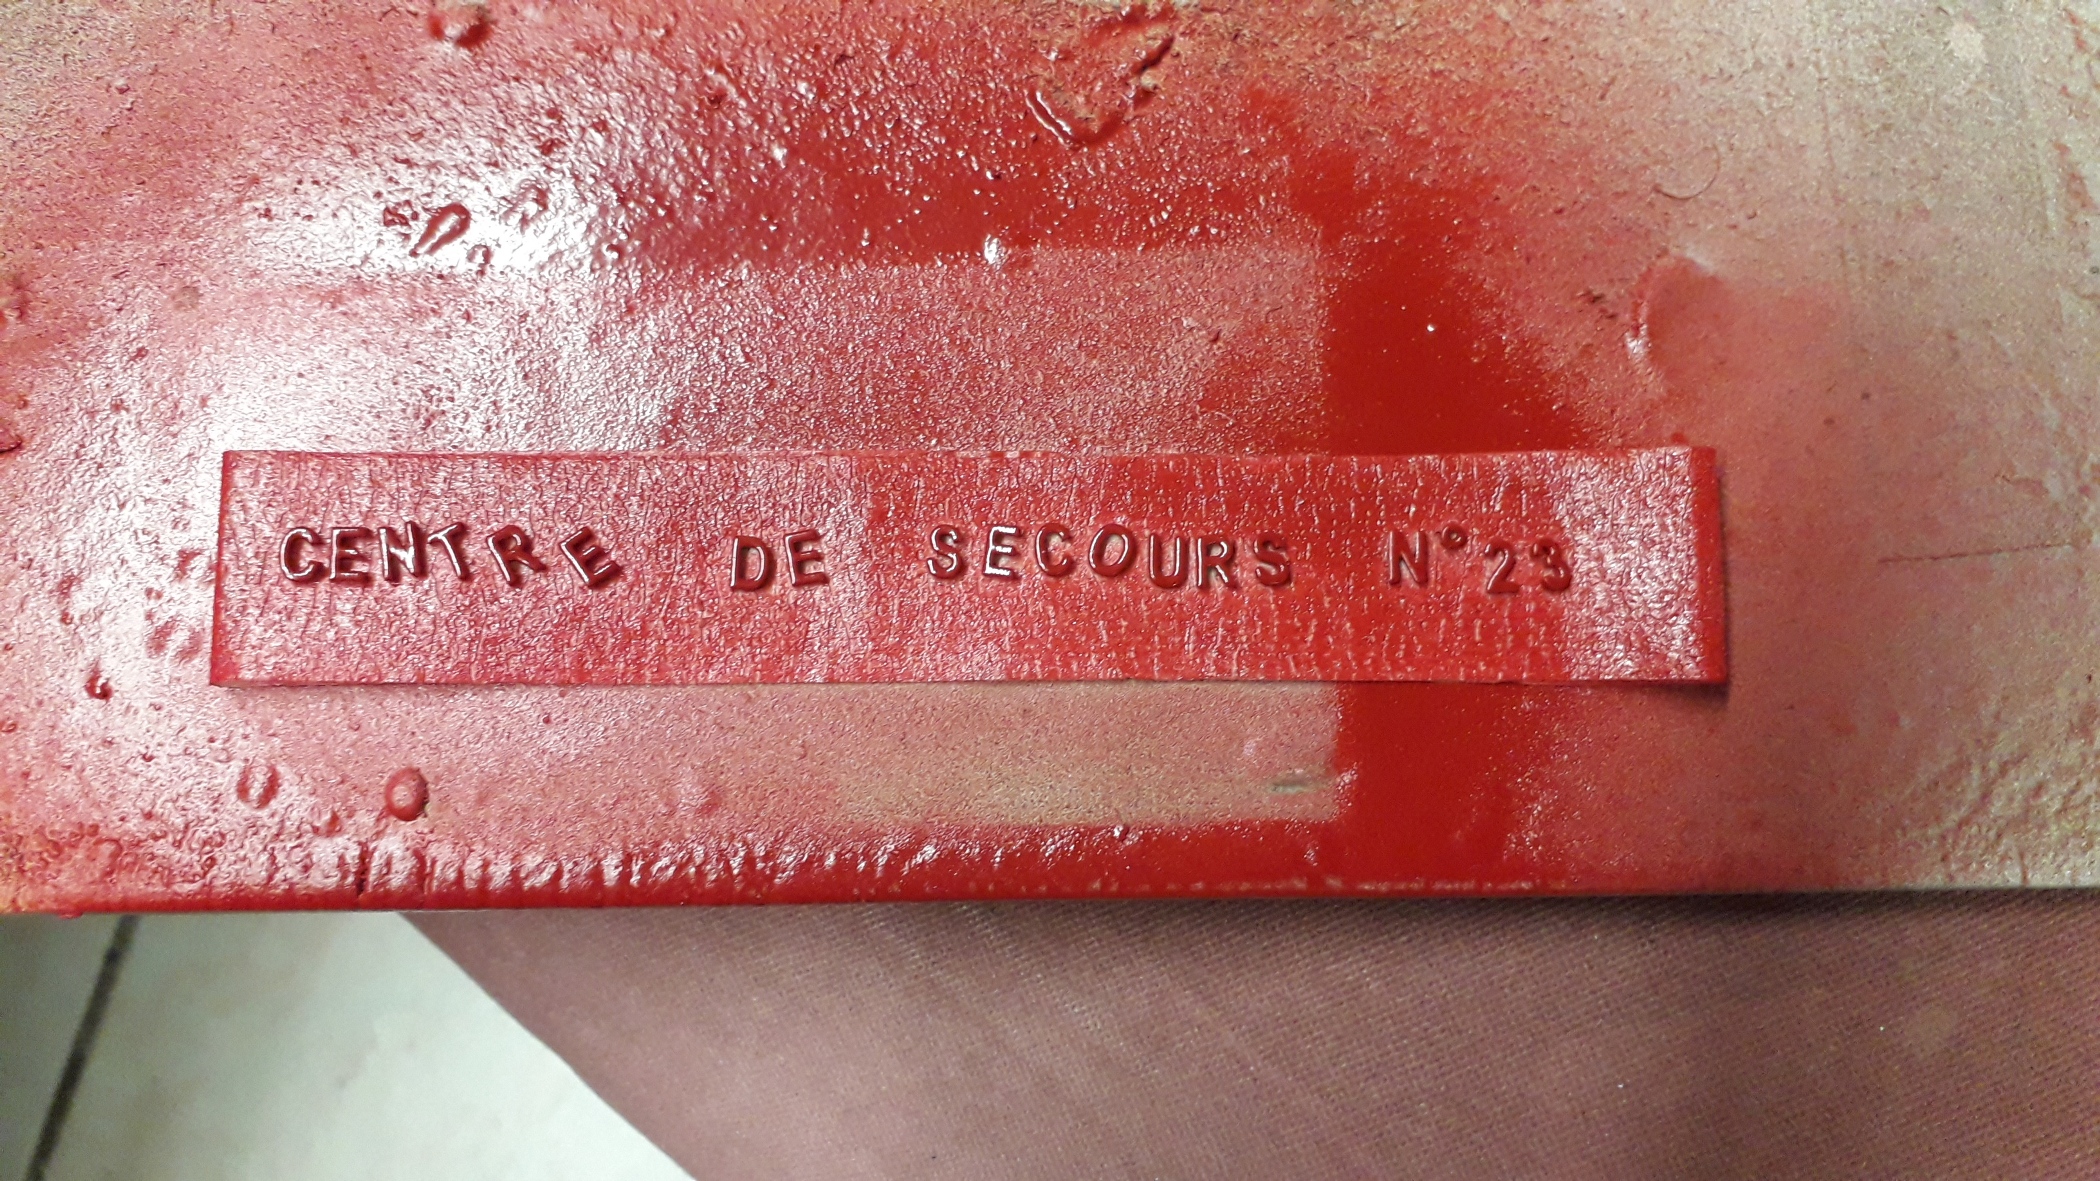 CENTRE DE SECOURS N°23